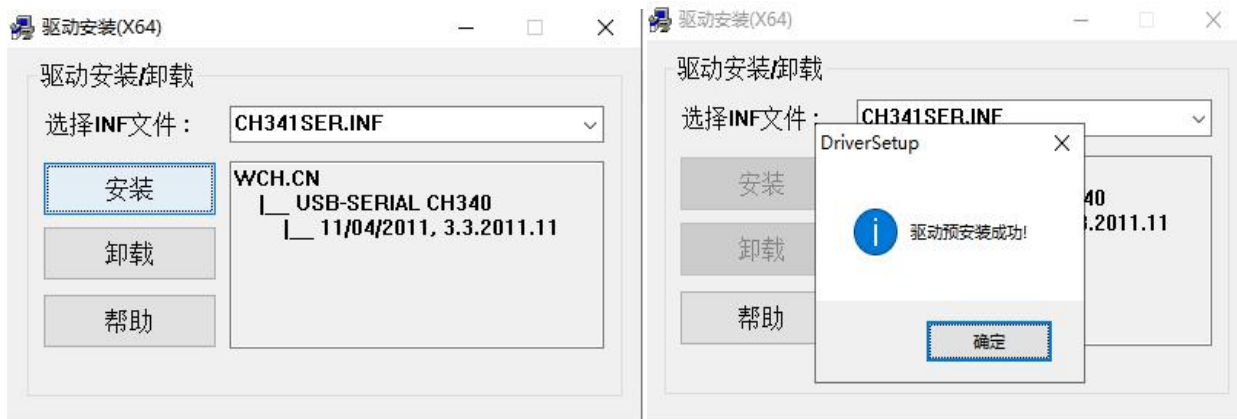 驱动安装(X64)
驱动安装/卸载
选择INF文件：
CH341SER.INF
安装
卸载
帮助
WCH.CN
|__ USB-SERIAL CH340
|__ 11/04/2011, 3.3.2011.11
驱动安装(X64)
驱动安装/卸载
选择INF文件：
CH341SER.INF
安装
卸载
帮助
40
.3.2011.11
DriverSetup
驱动预安装成功!
确定